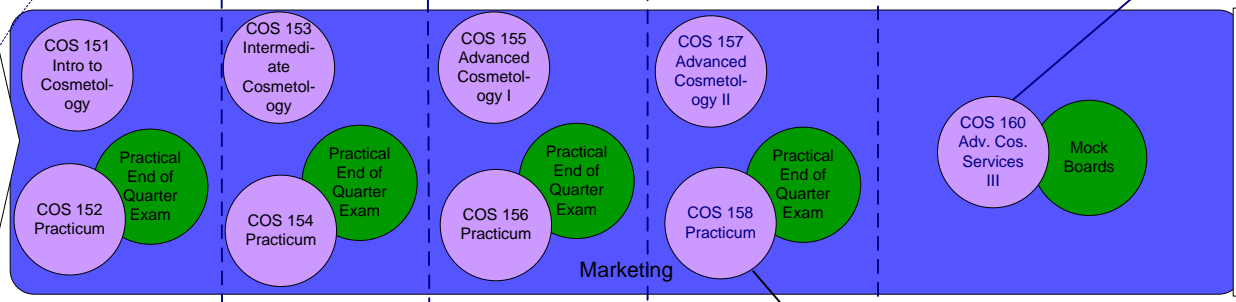 COS 151
Intro to
Cosmetol-
ogy
COS 153
Intermedi-
ate
Cosmetol-
ogy
COS 155
Advanced
Cosmetol-
ogy I
COS 157
Advanced
Cosmetol-
ogy II
Practical
End of
Quarter
Exam
COS 152
Practicum
Practical
End of
Quarter
Exam
COS 154
Practicum
Practical
End of
Quarter
Exam
COS 156
Practicum
Practical
End of
Quarter
Exam
COS 158
Practicum
COS 160
Adv. Cos.
Services
III
Mock
Boards
Marketing